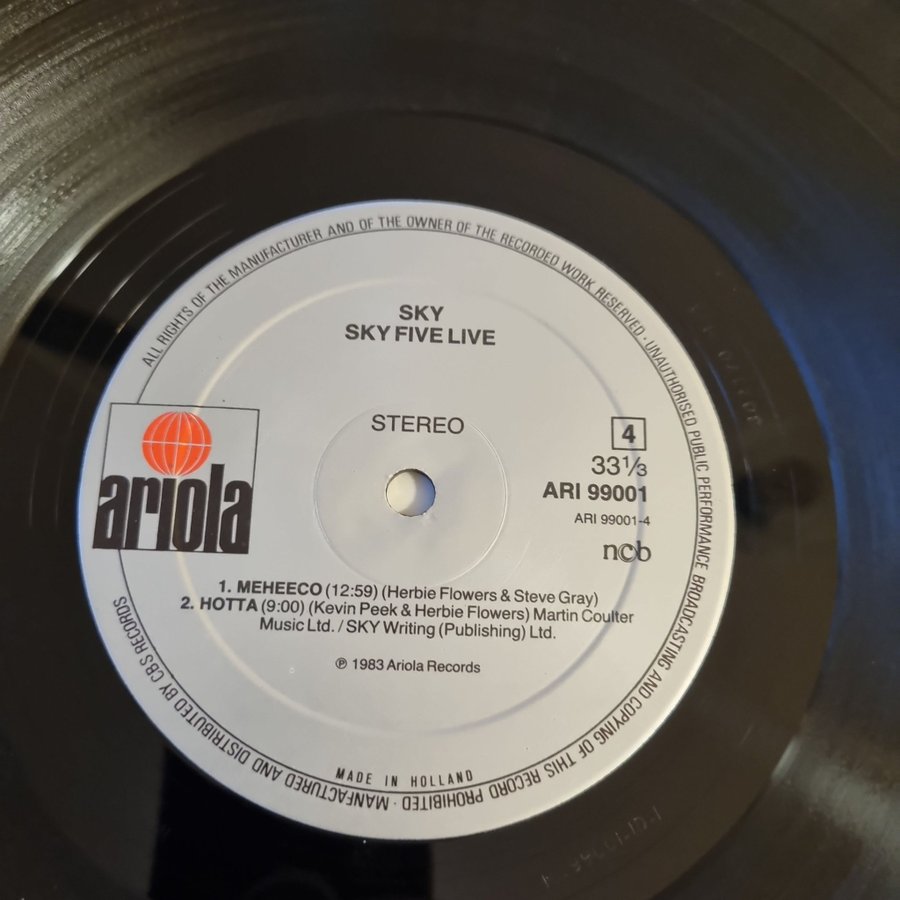 ALL RIGHTS OF THE MANUFACTURER AND OF THE OWNER OF THE RECORDED WORK RESERVED · UNAUTHORISED PUBLIC PERFORMANCE BROADCASTING AND COPYING OF THIS RECORD PROHIBITED · MANUFACTURED AND DISTRIBUTED BY CBS RECORDS
SKY
SKY FIVE LIVE
STEREO
4
33⅓
ariola
ARI 99001
ARI 99001-4
ncb
1. MEHEECO (12:59) (Herbie Flowers & Steve Gray)
2. HOTTA (9:00) (Kevin Peek & Herbie Flowers) Martin Coulter
Music Ltd. / SKY Writing (Publishing) Ltd.
℗ 1983 Ariola Records
MADE IN HOLLAND